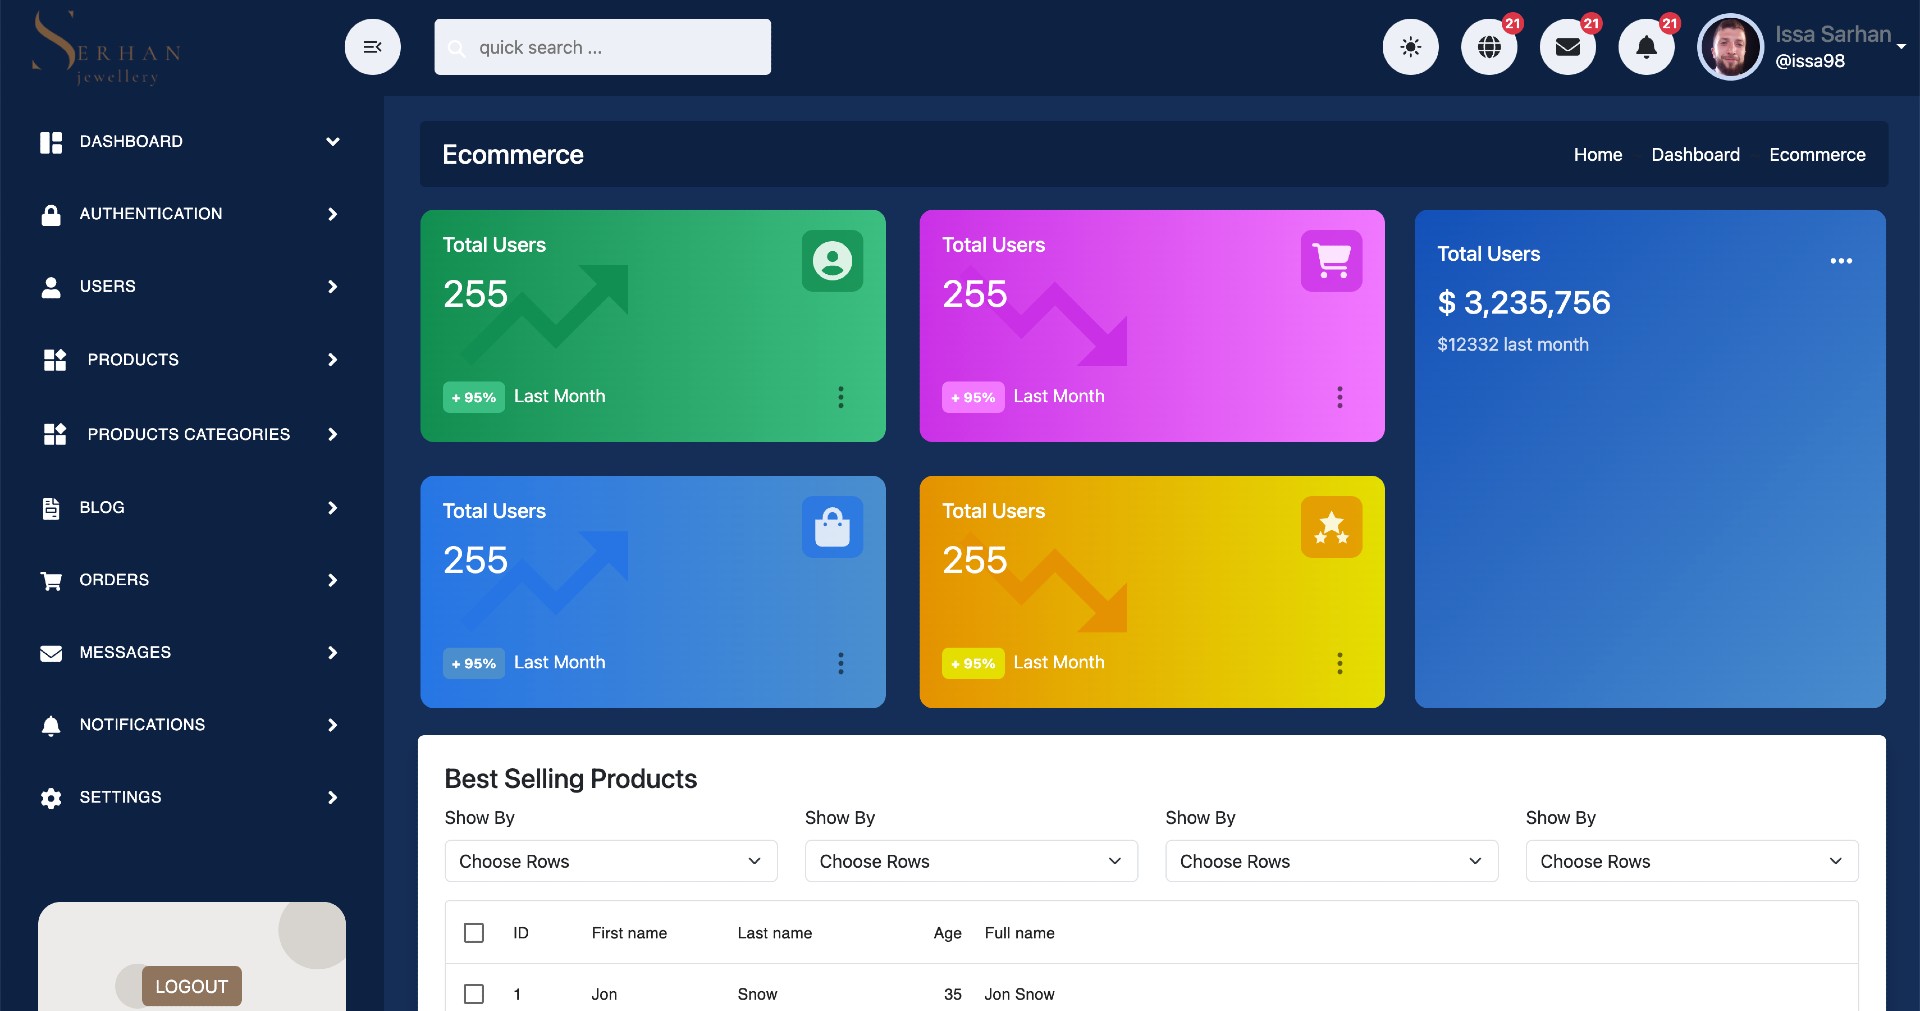 SERHAN
jewellery
quick search ...
21
21
21
Issa Sarhan
@issa98
DASHBOARD
AUTHENTICATION
USERS
PRODUCTS
PRODUCTS CATEGORIES
BLOG
ORDERS
MESSAGES
NOTIFICATIONS
SETTINGS
LOGOUT
Ecommerce
Home Dashboard Ecommerce
Total Users
255
+ 95% Last Month
Total Users
255
+ 95% Last Month
Total Users
$ 3,235,756
$12332 last month
Total Users
255
+ 95% Last Month
Total Users
255
+ 95% Last Month
Best Selling Products
Show By Show By Show By Show By
Choose Rows Choose Rows Choose Rows Choose Rows
ID First name Last name Age Full name
1 Jon Snow 35 Jon Snow